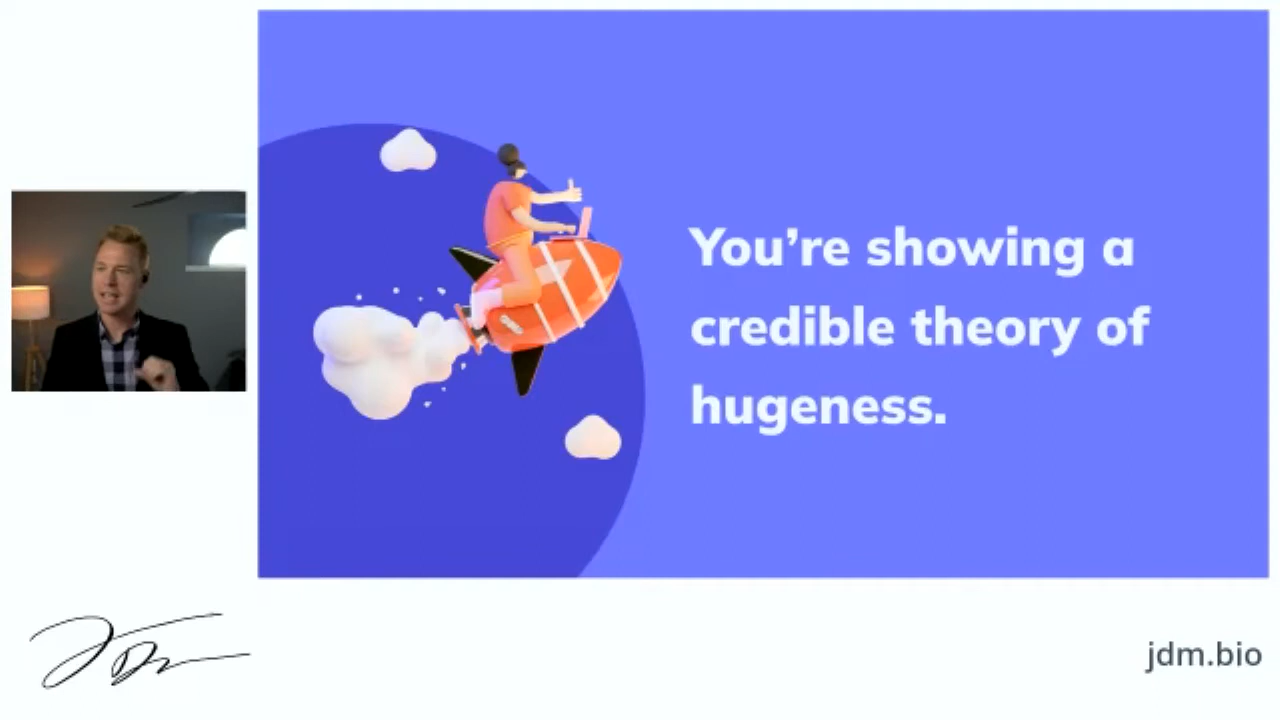 You’re showing a
credible theory of
hugeness.
jdm.bio